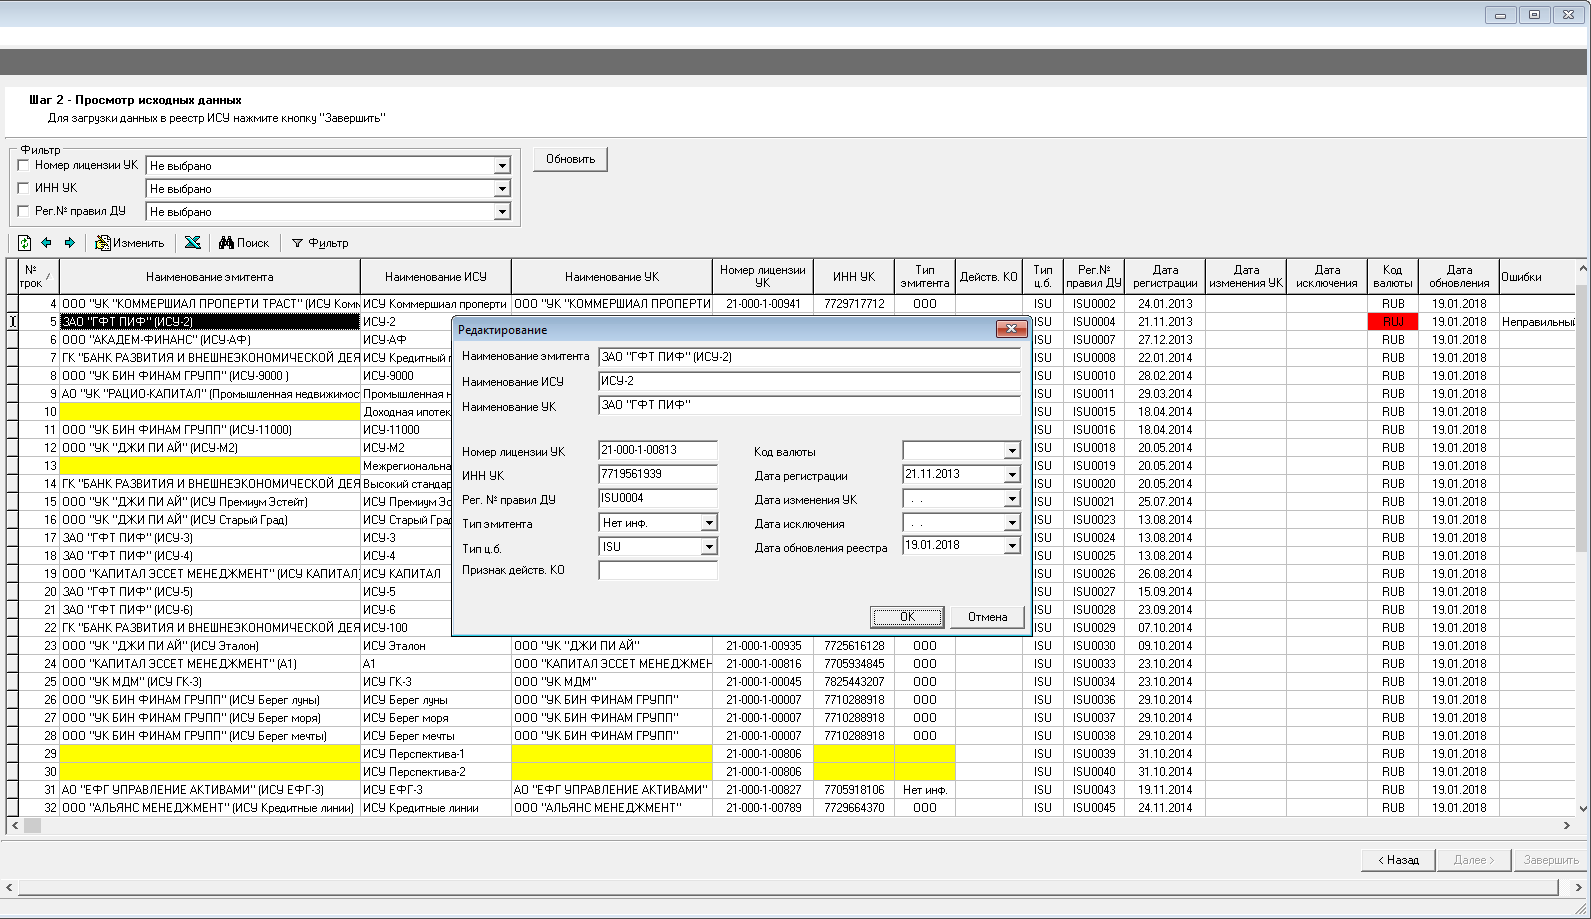 Шаг 2 - Просмотр исходных данных
Для загрузки данных в реестр ИСУ нажмите кнопку "Завершить"
Фильтр
Номер лицензии УК Не выбрано Обновить
ИНН УК Не выбрано
Рег.№ правил ДУ Не выбрано
Изменить Поиск Фильтр
№ трок Наименование эмитента Наименование ИСУ Наименование УК Номер лицензии УК ИНН УК Тип эмитента Действ. КО Тип ц.б. Рег.№ правил ДУ Дата регистрации Дата изменения УК Дата исключения Код валюты Дата обновления Ошибки
4 ООО "УК "КОММЕРШИАЛ ПРОПЕРТИ ТРАСТ" (ИСУ Комм ИСУ Коммершиал проперти ООО "УК "КОММЕРШИАЛ ПРОПЕРТИ 21-000-1-00941 7729717712 ООО ISU ISU0002 24.01.2013 RUB 19.01.2018
5 ЗАО "ГФТ ПИФ" (ИСУ-2) ИСУ-2 ISU ISU0004 21.11.2013 RUJ 19.01.2018 Неправильный
6 ООО "АКАДЕМ-ФИНАНС" (ИСУ-АФ) ИСУ-АФ ISU ISU0007 27.12.2013 RUB 19.01.2018
7 ГК "БАНК РАЗВИТИЯ И ВНЕШНЕЭКОНОМИЧЕСКОЙ ДЕЯ ИСУ Кредитный ISU ISU0008 22.01.2014 RUB 19.01.2018
8 ООО "УК БИН ФИНАМ ГРУПП" (ИСУ-9000 ) ИСУ-9000 ISU ISU0010 28.02.2014 RUB 19.01.2018
9 АО "УК "РАЦИО-КАПИТАЛ" (Промышленная недвижимос Промышленная ISU ISU0011 29.03.2014 RUB 19.01.2018
10 Доходная ипотек ISU ISU0015 18.04.2014 RUB 19.01.2018
11 ООО "УК БИН ФИНАМ ГРУПП" (ИСУ-11000) ИСУ-11000 ISU ISU0016 18.04.2014 RUB 19.01.2018
12 ООО "УК "ДЖИ ПИ АЙ" (ИСУ-М2) ИСУ-М2 ISU ISU0018 20.05.2014 RUB 19.01.2018
13 Межрегиональна ISU ISU0019 20.05.2014 RUB 19.01.2018
14 ГК "БАНК РАЗВИТИЯ И ВНЕШНЕЭКОНОМИЧЕСКОЙ ДЕЯ Высокий стандар ISU ISU0020 20.05.2014 RUB 19.01.2018
15 ООО "УК "ДЖИ ПИ АЙ" (ИСУ Премиум Эстейт) ИСУ Премиум Эс ISU ISU0021 25.07.2014 RUB 19.01.2018
16 ООО "УК "ДЖИ ПИ АЙ" (ИСУ Старый Град) ИСУ Старый Град ISU ISU0023 13.08.2014 RUB 19.01.2018
17 ЗАО "ГФТ ПИФ" (ИСУ-3) ИСУ-3 ISU ISU0024 13.08.2014 RUB 19.01.2018
18 ЗАО "ГФТ ПИФ" (ИСУ-4) ИСУ-4 ISU ISU0025 13.08.2014 RUB 19.01.2018
19 ООО "КАПИТАЛ ЭССЕТ МЕНЕДЖМЕНТ" (ИСУ КАПИТАЛ ИСУ КАПИТАЛ ISU ISU0026 26.08.2014 RUB 19.01.2018
20 ЗАО "ГФТ ПИФ" (ИСУ-5) ИСУ-5 ISU ISU0027 15.09.2014 RUB 19.01.2018
21 ЗАО "ГФТ ПИФ" (ИСУ-6) ИСУ-6 ISU ISU0028 23.09.2014 RUB 19.01.2018
22 ГК "БАНК РАЗВИТИЯ И ВНЕШНЕЭКОНОМИЧЕСКОЙ ДЕЯ ИСУ-100 ISU ISU0029 07.10.2014 RUB 19.01.2018
23 ООО "УК "ДЖИ ПИ АЙ" (ИСУ Эталон) ИСУ Эталон ООО "УК "ДЖИ ПИ АЙ" 21-000-1-00935 7725616128 ООО ISU ISU0030 09.10.2014 RUB 19.01.2018
24 ООО "КАПИТАЛ ЭССЕТ МЕНЕДЖМЕНТ" (А1) А1 ООО "КАПИТАЛ ЭССЕТ МЕНЕДЖМЕН 21-000-1-00816 7705934845 ООО ISU ISU0033 23.10.2014 RUB 19.01.2018
25 ООО "УК МДМ" (ИСУ ГК-3) ИСУ ГК-3 ООО "УК МДМ" 21-000-1-00045 7825443207 ООО ISU ISU0034 23.10.2014 RUB 19.01.2018
26 ООО "УК БИН ФИНАМ ГРУПП" (ИСУ Берег луны) ИСУ Берег луны ООО "УК БИН ФИНАМ ГРУПП" 21-000-1-00007 7710288918 ООО ISU ISU0036 29.10.2014 RUB 19.01.2018
27 ООО "УК БИН ФИНАМ ГРУПП" (ИСУ Берег моря) ИСУ Берег моря ООО "УК БИН ФИНАМ ГРУПП" 21-000-1-00007 7710288918 ООО ISU ISU0037 29.10.2014 RUB 19.01.2018
28 ООО "УК БИН ФИНАМ ГРУПП" (ИСУ Берег мечты) ИСУ Берег мечты ООО "УК БИН ФИНАМ ГРУПП" 21-000-1-00007 7710288918 ООО ISU ISU0038 29.10.2014 RUB 19.01.2018
29 ИСУ Перспектива-1 21-000-1-00806 ISU ISU0039 31.10.2014 RUB 19.01.2018
30 ИСУ Перспектива-2 21-000-1-00806 ISU ISU0040 31.10.2014 RUB 19.01.2018
31 АО "ЕФГ УПРАВЛЕНИЕ АКТИВАМИ" (ИСУ ЕФГ-3) ИСУ ЕФГ-3 АО "ЕФГ УПРАВЛЕНИЕ АКТИВАМИ" 21-000-1-00827 7705918106 Нет инф. ISU ISU0043 19.11.2014 RUB 19.01.2018
32 ООО "АЛЬЯНС МЕНЕДЖМЕНТ" (ИСУ Кредитные линии) ИСУ Кредитные линии ООО "АЛЬЯНС МЕНЕДЖМЕНТ" 21-000-1-00789 7729664370 ООО ISU ISU0045 24.11.2014 RUB 19.01.2018
Редактирование
Наименование эмитента ЗАО "ГФТ ПИФ" (ИСУ-2)
Наименование ИСУ ИСУ-2
Наименование УК ЗАО "ГФТ ПИФ"
Номер лицензии УК 21-000-1-00813 Код валюты
ИНН УК 7719561939 Дата регистрации 21.11.2013
Рег. № правил ДУ ISU0004 Дата изменения УК . .
Тип эмитента Нет инф. Дата исключения . .
Тип ц.б. ISU Дата обновления реестра 19.01.2018
Признак действ. КО
ОК Отмена
< Назад Далее > Завершить